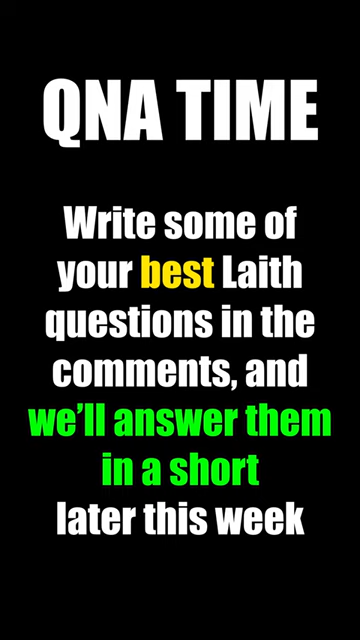 QNA TIME
Write some of
your best Laith
questions in the
comments, and
we'll answer them
in a short
later this week